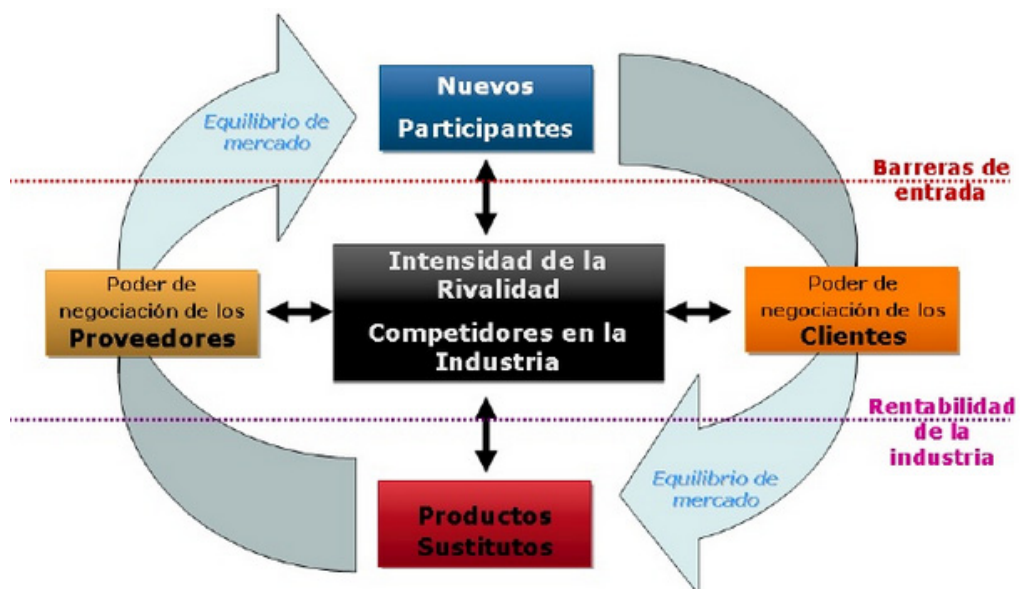 Nuevos
Participantes
Equilibrio de
mercado
Barreras de
entrada
Intensidad de la
Rivalidad
Competidores en la
Industria
Poder de
negociación de los
Proveedores
Poder de
negociación de los
Clientes
Rentabilidad
de la
industria
Equilibrio de
mercado
Productos
Sustitutos